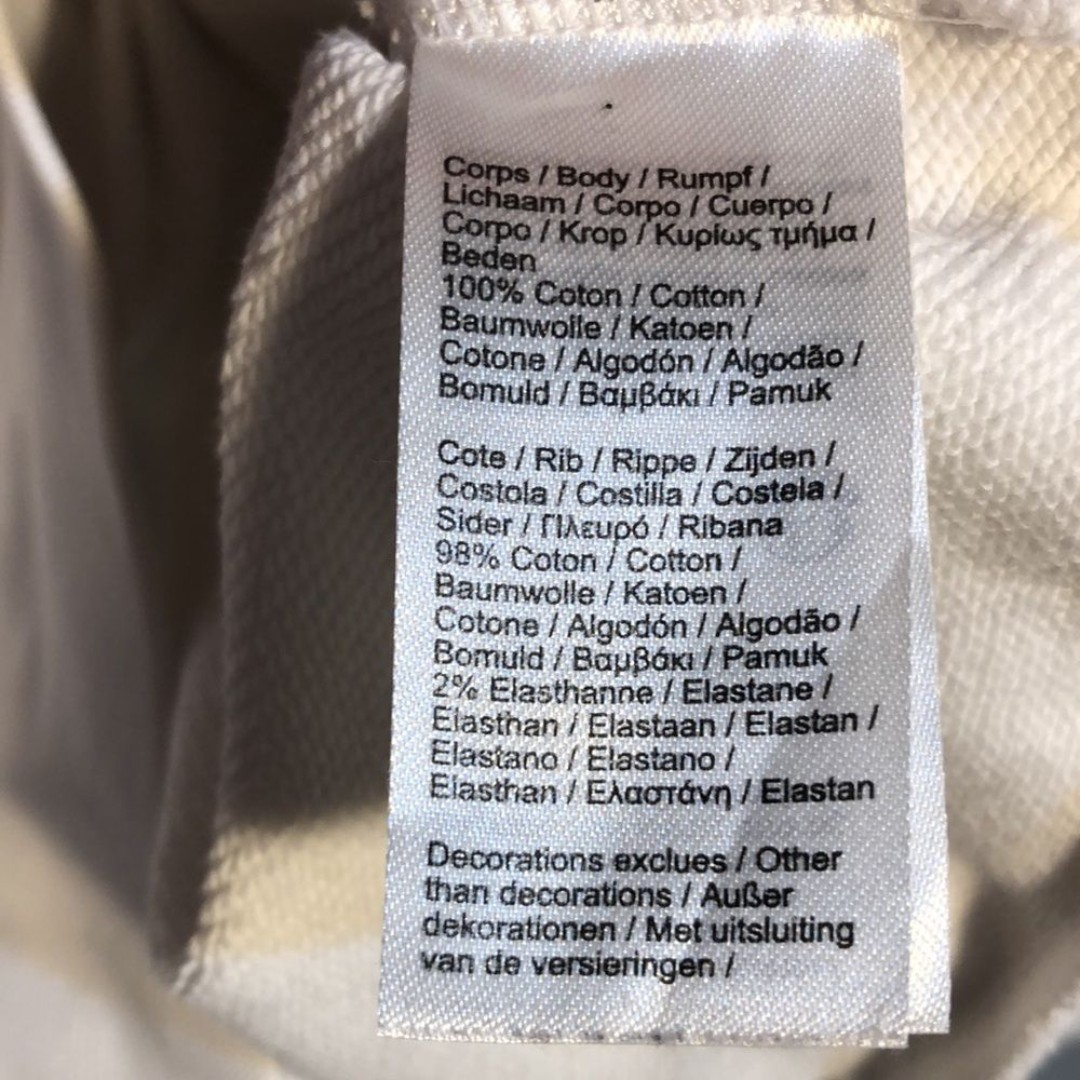 Corps / Body / Rumpf /
Lichaam / Corpo / Cuerpo /
Corpo / Krop / Κυρίως τμήμα /
Beden
100% Coton / Cotton /
Baumwolle / Katoen /
Cotone / Algodón / Algodão /
Bomuld / Βαμβάκι / Pamuk
Cote / Rib / Rippe / Zijden /
Costola / Costilla / Costela /
Sider / Πλευρό / Ribana
98% Coton / Cotton /
Baumwolle / Katoen /
Cotone / Algodón / Algodão /
Bomuld / Βαμβάκι / Pamuk
2% Elasthanne / Elastane /
Elasthan / Elastaan / Elastan /
Elastano / Elastano /
Elasthan / Ελαστάνη / Elastan
Decorations exclues / Other
than decorations / Außer
dekorationen / Met uitsluiting
van de versieringen /